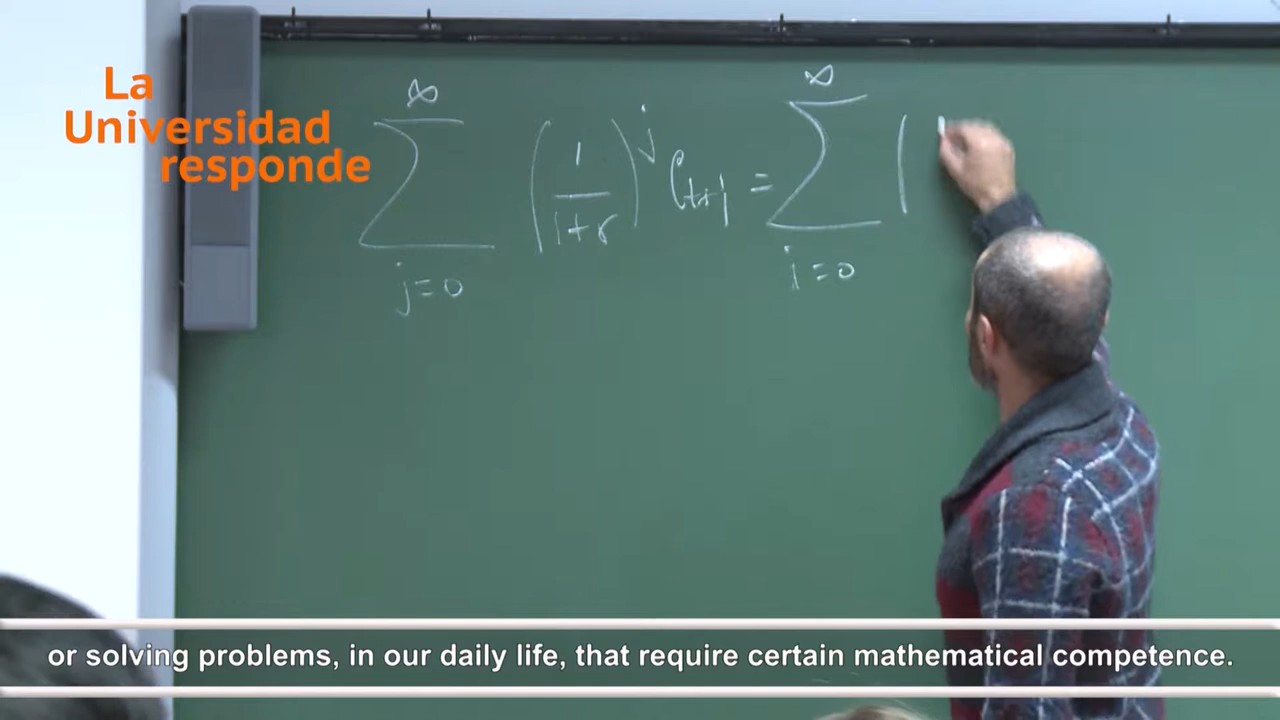 La
Universidad
responde
∞ ∞
∑ (1/(1+r))^j C_{t+j} = ∑ (
j=0 j=0
or solving problems, in our daily life, that require certain mathematical competence.